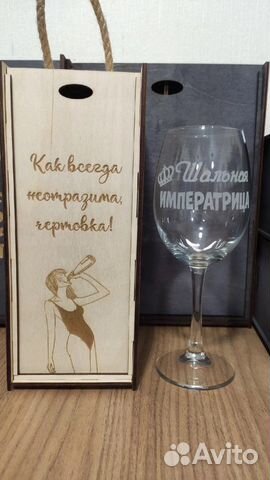 Как всегда
неотразима,
чертовка!
Шальная
ИМПЕРАТРИЦА
Avito